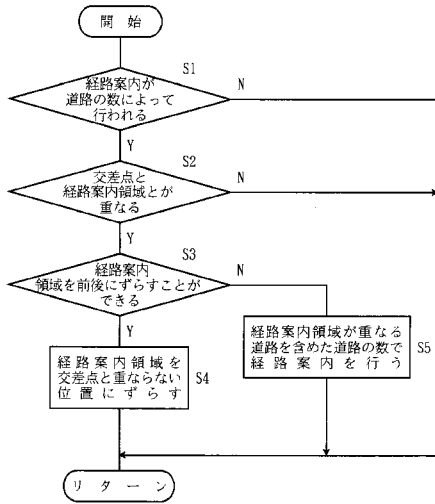 開始
S1
経路案内が
道路の数によって
行われる
N
Y
S2
交差点と
経路案内領域とが
重なる
N
Y
S3
経路案内
領域を前後にずらすことが
できる
N
Y
経路案内領域を
交差点と重ならない
位置にずらす
S4
経路案内領域が重なる
道路を含めた道路の数で
経路案内を行う
S5
リターン